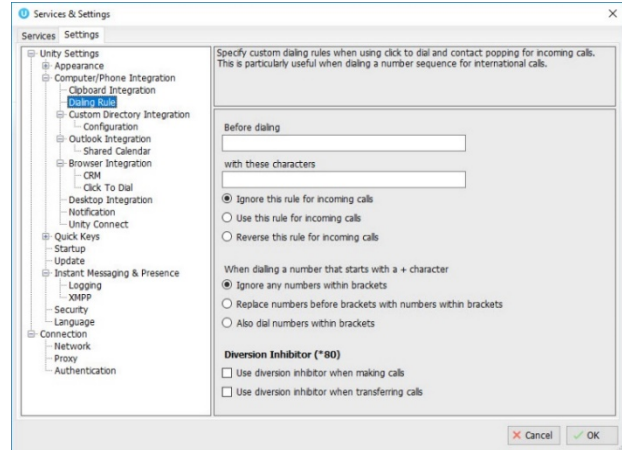 Services & Settings
Services Settings
Unity Settings
Appearance
Computer/Phone Integration
Clipboard Integration
Dialing Rule
Custom Directory Integration
Configuration
Outlook Integration
Shared Calendar
Browser Integration
CRM
Click To Dial
Desktop Integration
Notification
Unity Connect
Quick Keys
Startup
Update
Instant Messaging & Presence
Logging
XMPP
Security
Language
Connection
Network
Proxy
Authentication
Specify custom dialing rules when using click to dial and contact popping for incoming calls.
This is particularly useful when dialing a number sequence for international calls.
Before dialing
with these characters
Ignore this rule for incoming calls
Use this rule for incoming calls
Reverse this rule for incoming calls
When dialing a number that starts with a + character
Ignore any numbers within brackets
Replace numbers before brackets with numbers within brackets
Also dial numbers within brackets
Diversion Inhibitor (*80)
Use diversion inhibitor when making calls
Use diversion inhibitor when transferring calls
Cancel OK